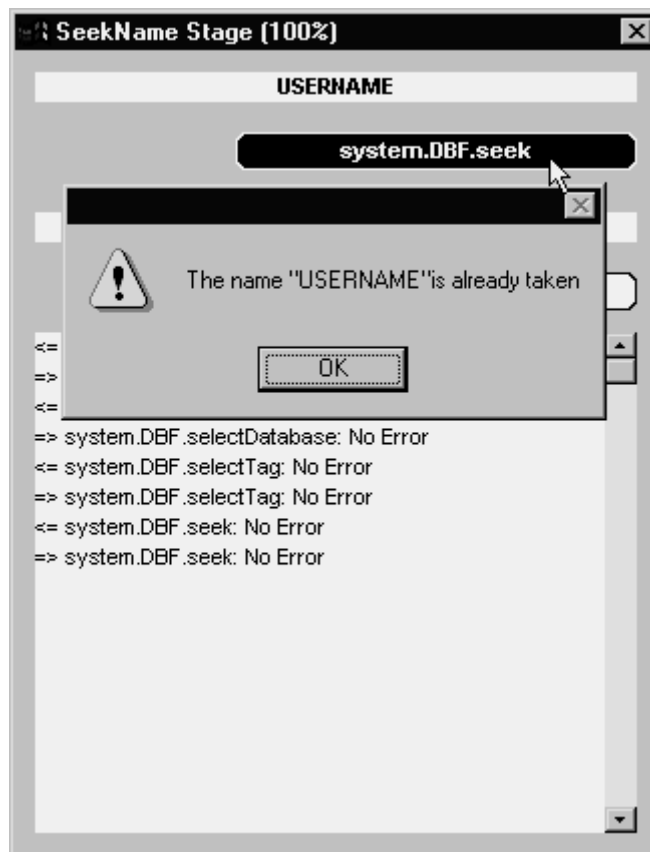 SeekName Stage (100%)
USERNAME
system.DBF.seek
The name "USERNAME"is already taken
OK
<=
=>
<=
=> system.DBF.selectDatabase: No Error
<= system.DBF.selectTag: No Error
=> system.DBF.selectTag: No Error
<= system.DBF.seek: No Error
=> system.DBF.seek: No Error